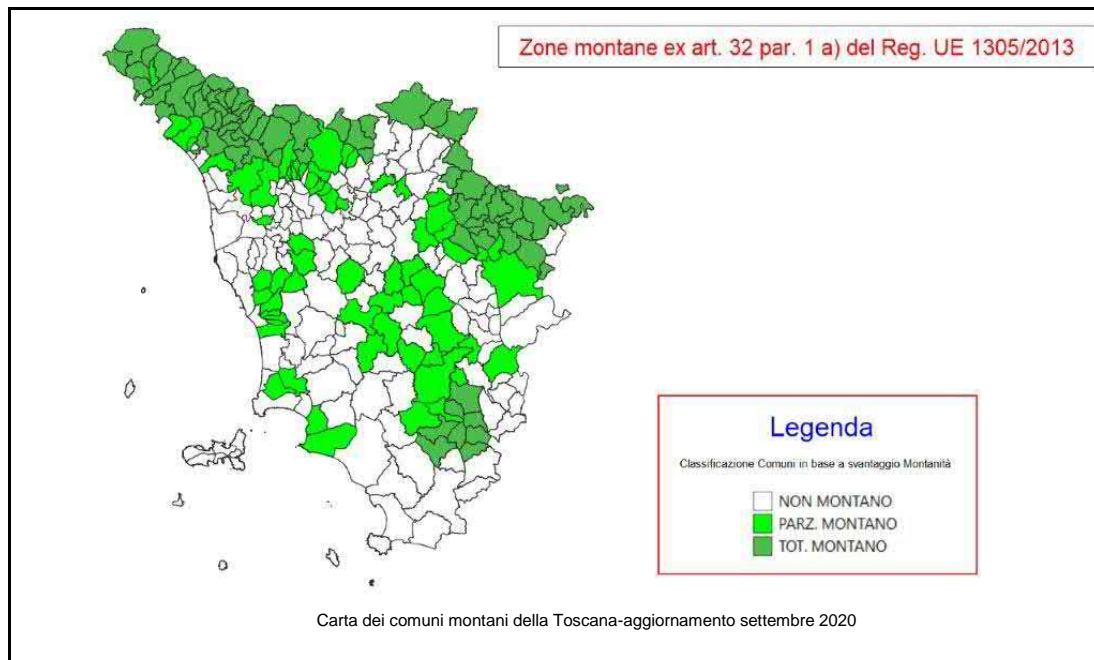 Zone montane ex art. 32 par. 1 a) del Reg. UE 1305/2013
Legenda
Classificazione Comuni in base a svantaggio Montanità
NON MONTANO
PARZ. MONTANO
TOT. MONTANO
Carta dei comuni montani della Toscana-aggiornamento settembre 2020